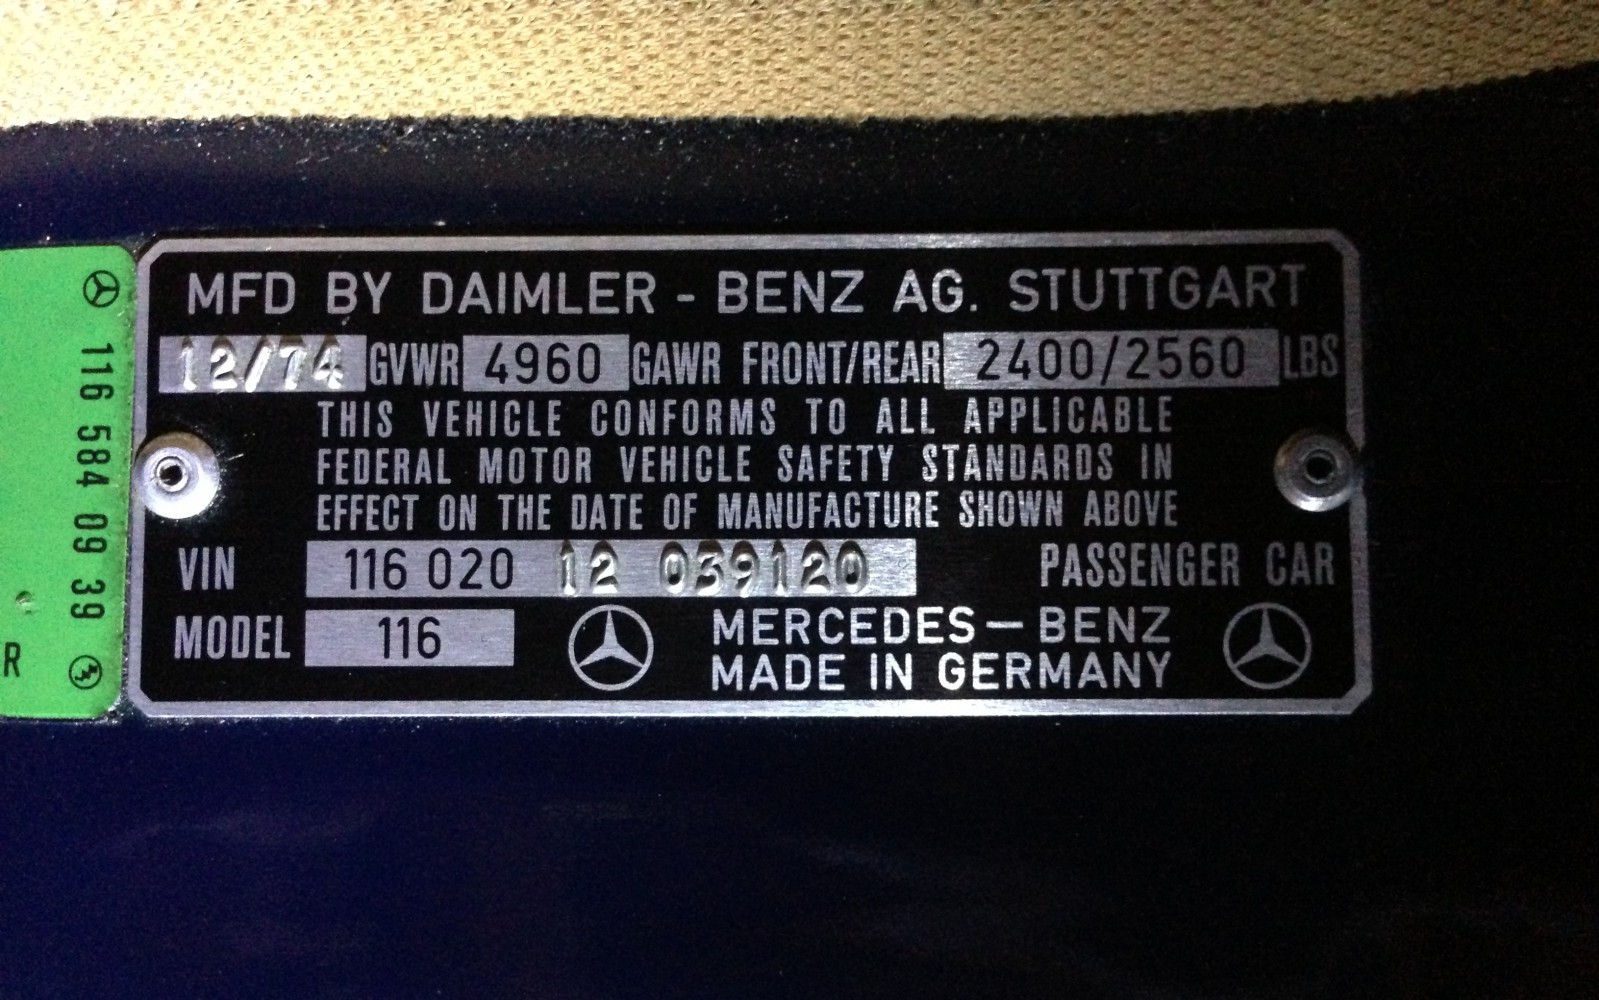 MFD BY DAIMLER - BENZ AG. STUTTGART
12/74 GVWR 4960 GAWR FRONT/REAR 2400/2560 LBS
THIS VEHICLE CONFORMS TO ALL APPLICABLE
FEDERAL MOTOR VEHICLE SAFETY STANDARDS IN
EFFECT ON THE DATE OF MANUFACTURE SHOWN ABOVE
VIN 116 020 12 039120 PASSENGER CAR
MODEL 116 MERCEDES-BENZ
MADE IN GERMANY
116 584 09 39
R